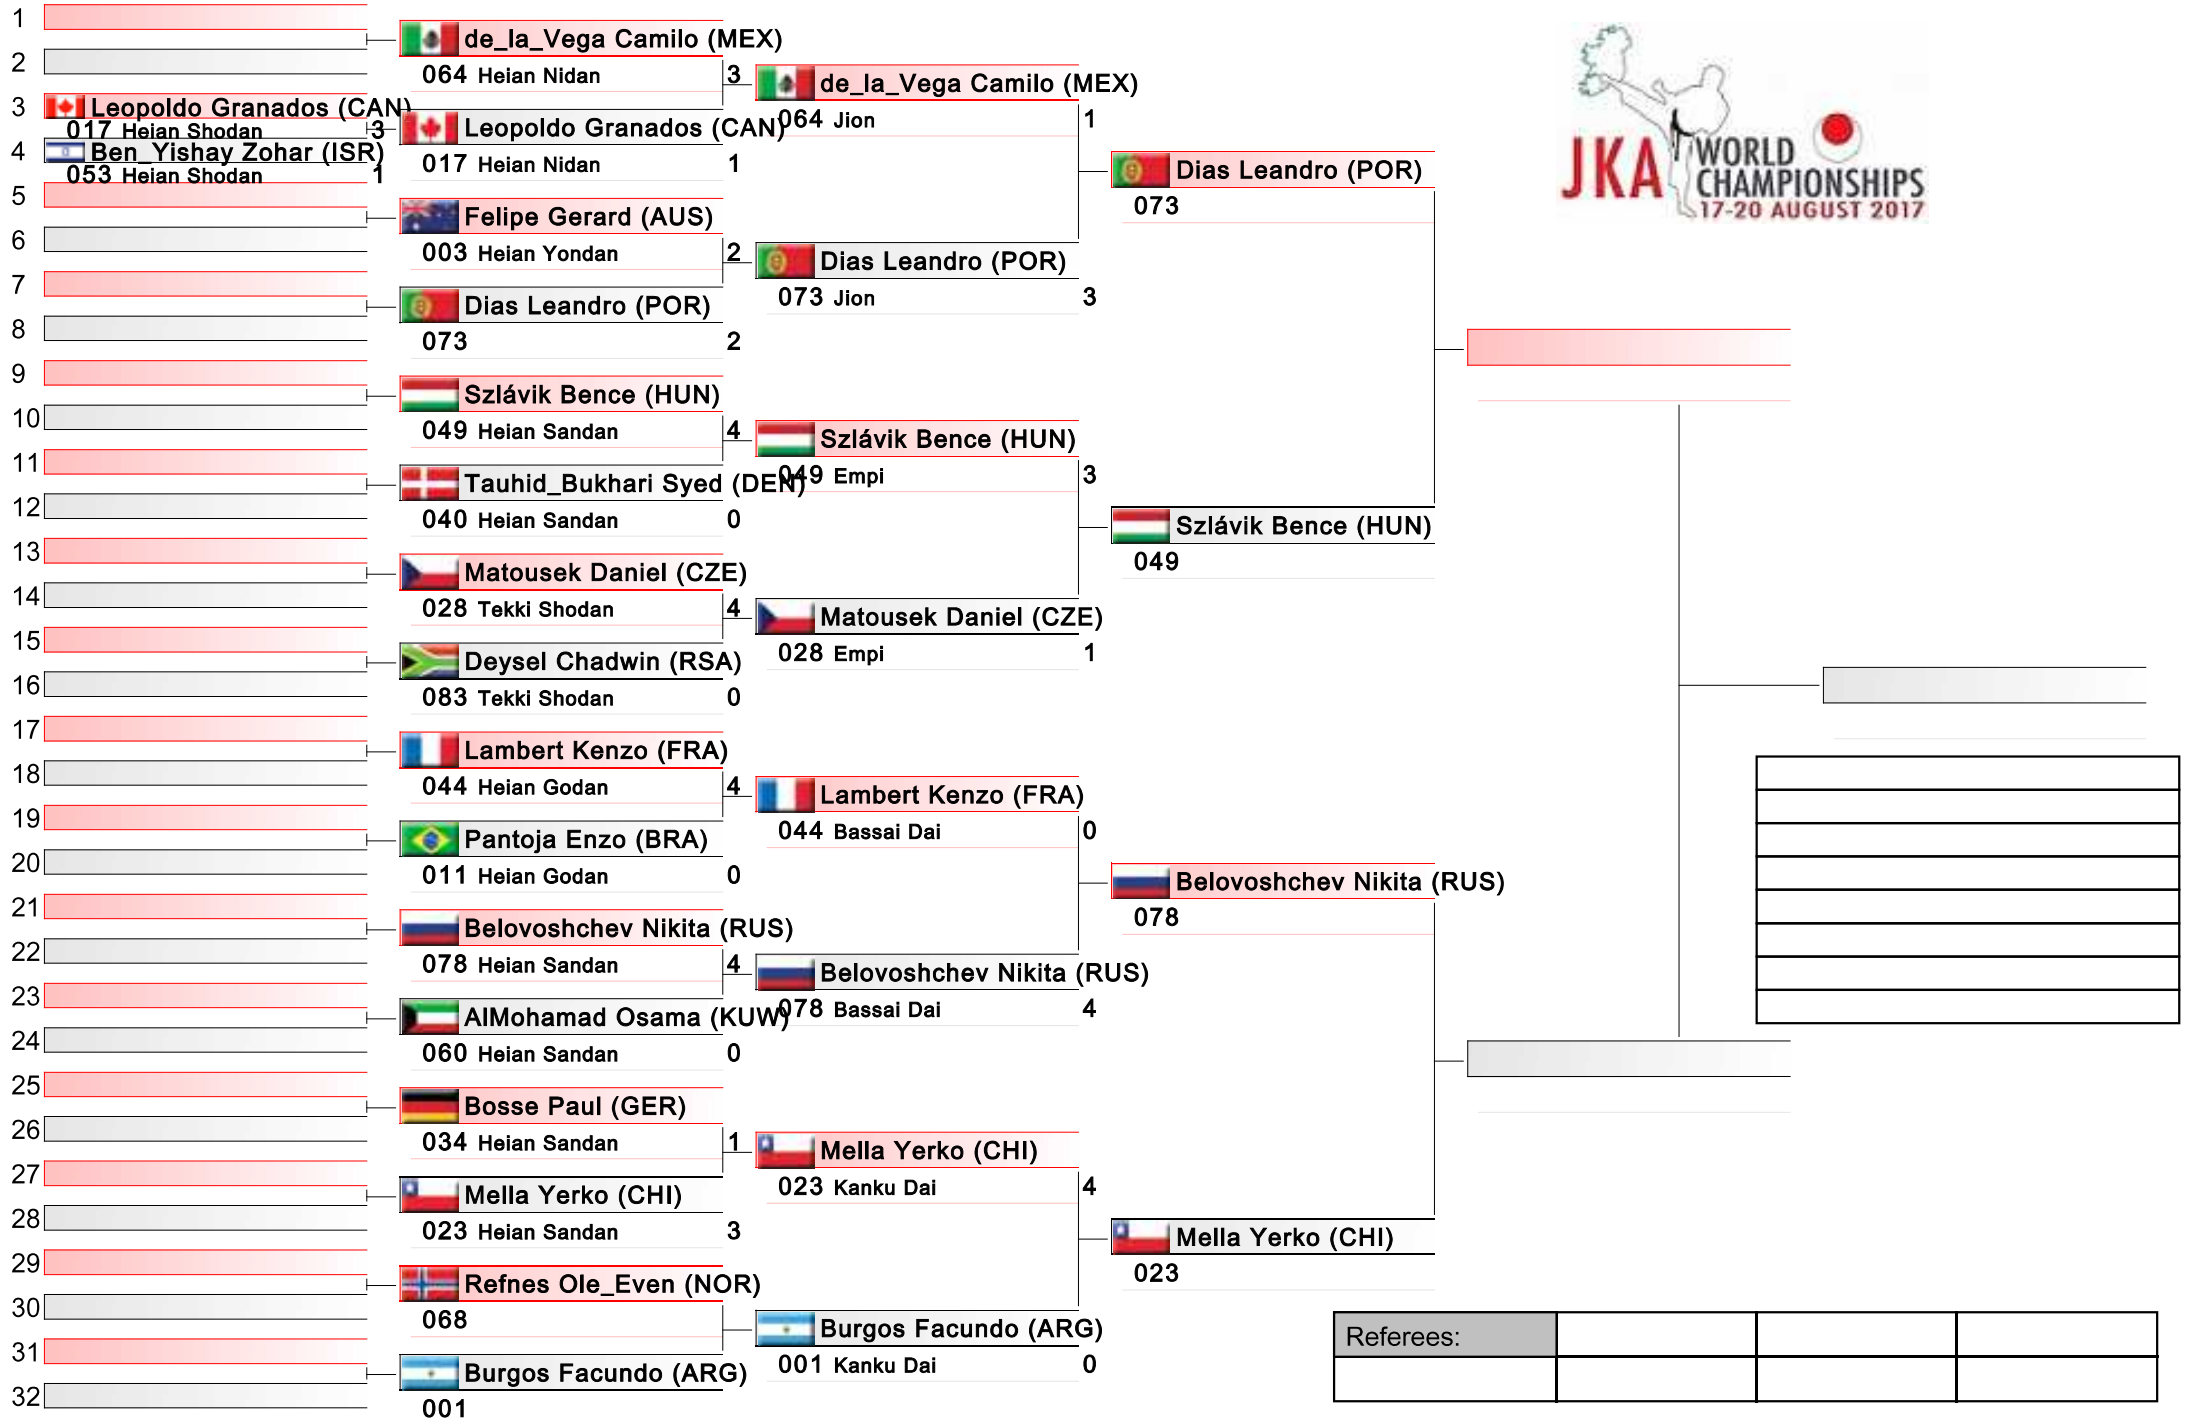 1
de_la_Vega Camilo (MEX)
2
064 Heian Nidan 3
de_la_Vega Camilo (MEX)
064 Jion 1
3
Leopoldo Granados (CAN)
017 Heian Shodan 3
Leopoldo Granados (CAN)
017 Heian Nidan 1
4
Ben_Yishay Zohar (ISR)
053 Heian Shodan 1
Dias Leandro (POR)
073
5
Felipe Gerard (AUS)
6
003 Heian Yondan 2
Dias Leandro (POR)
073 Jion 3
7
Dias Leandro (POR)
8
073 2
9
Szlávik Bence (HUN)
10
049 Heian Sandan 4
Szlávik Bence (HUN)
049 Empi 3
11
Tauhid_Bukhari Syed (DEN)
12
040 Heian Sandan 0
Szlávik Bence (HUN)
049
13
Matousek Daniel (CZE)
14
028 Tekki Shodan 4
Matousek Daniel (CZE)
028 Empi 1
15
Deysel Chadwin (RSA)
16
083 Tekki Shodan 0
17
Lambert Kenzo (FRA)
18
044 Heian Godan 4
Lambert Kenzo (FRA)
044 Bassai Dai 0
19
Pantoja Enzo (BRA)
20
011 Heian Godan 0
Belovoshchev Nikita (RUS)
078
21
Belovoshchev Nikita (RUS)
22
078 Heian Sandan 4
Belovoshchev Nikita (RUS)
078 Bassai Dai 4
23
AlMohamad Osama (KUW)
24
060 Heian Sandan 0
25
Bosse Paul (GER)
26
034 Heian Sandan 1
Mella Yerko (CHI)
023 Kanku Dai 4
27
Mella Yerko (CHI)
28
023 Heian Sandan 3
Mella Yerko (CHI)
023
29
Refnes Ole_Even (NOR)
30
068
Burgos Facundo (ARG)
001 Kanku Dai 0
31
Burgos Facundo (ARG)
32
001
JKA WORLD
CHAMPIONSHIPS
17-20 AUGUST 2017
Referees: